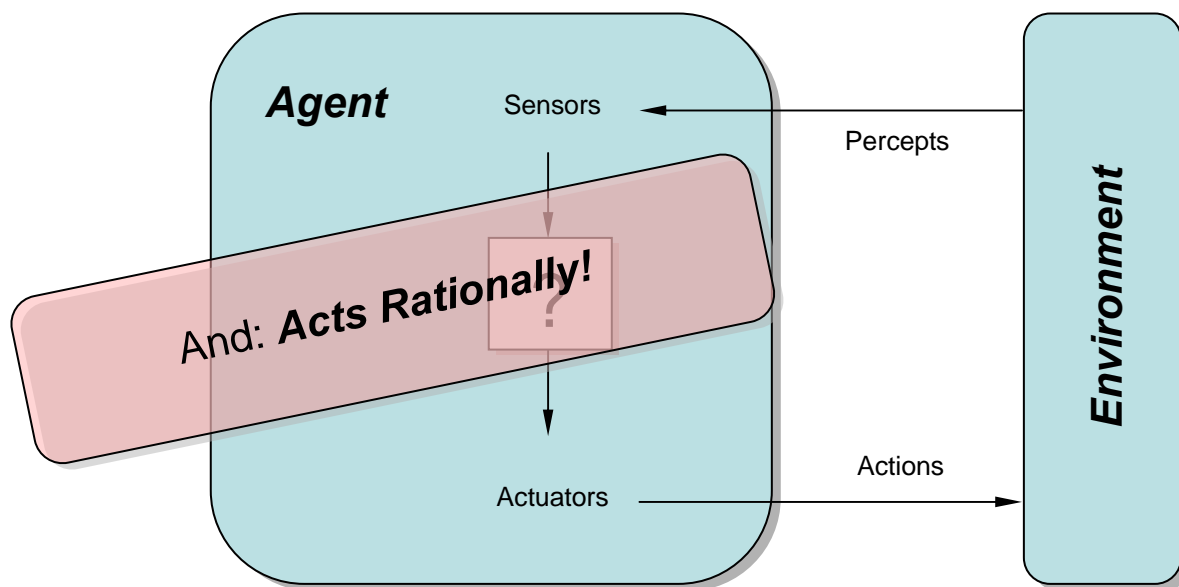 Agent
Sensors
Percepts
?
And: Acts Rationally!
Environment
Actions
Actuators